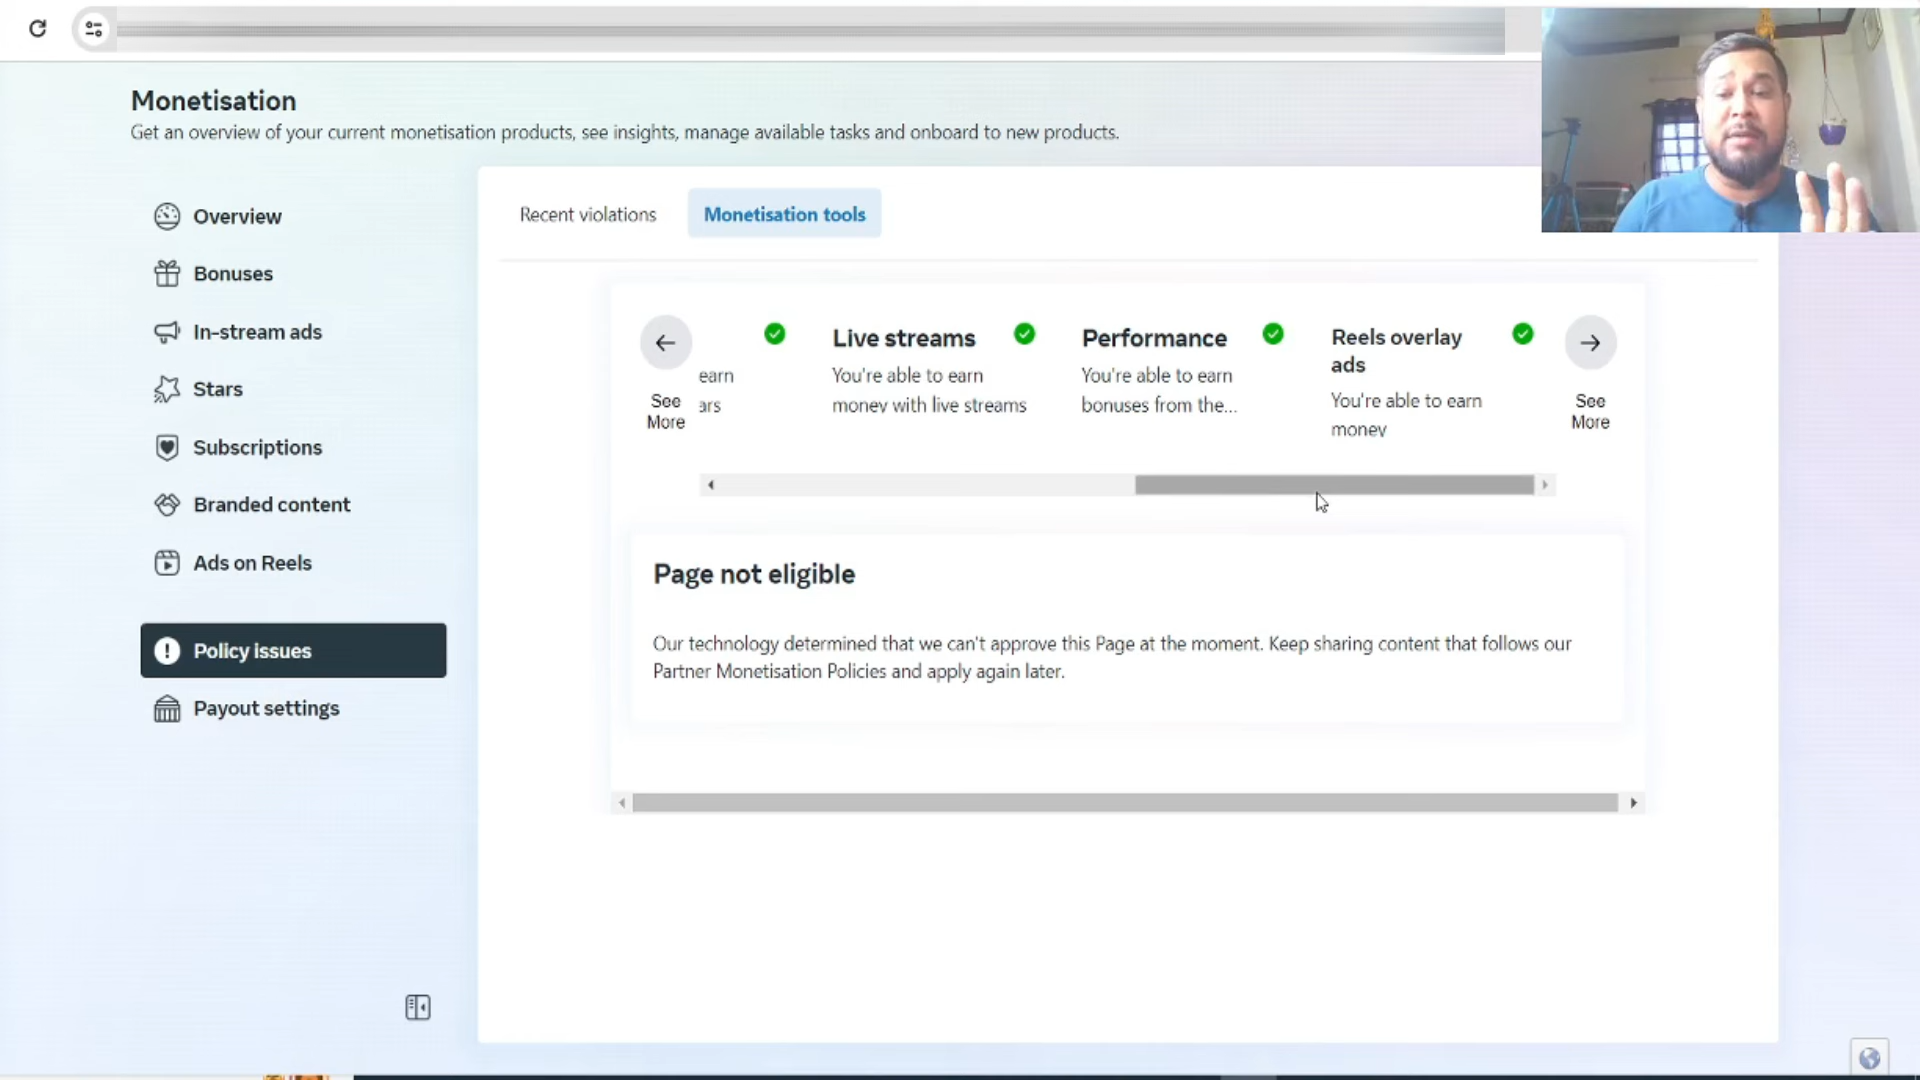 Monetisation
Get an overview of your current monetisation products, see insights, manage available tasks and onboard to new products.
Overview
Bonuses
In-stream ads
Stars
Subscriptions
Branded content
Ads on Reels
Policy issues
Payout settings
Recent violations
Monetisation tools
See
More
earn
ars
Live streams
You're able to earn
money with live streams
Performance
You're able to earn
bonuses from the...
Reels overlay
ads
You're able to earn
money
See
More
Page not eligible
Our technology determined that we can't approve this Page at the moment. Keep sharing content that follows our
Partner Monetisation Policies and apply again later.